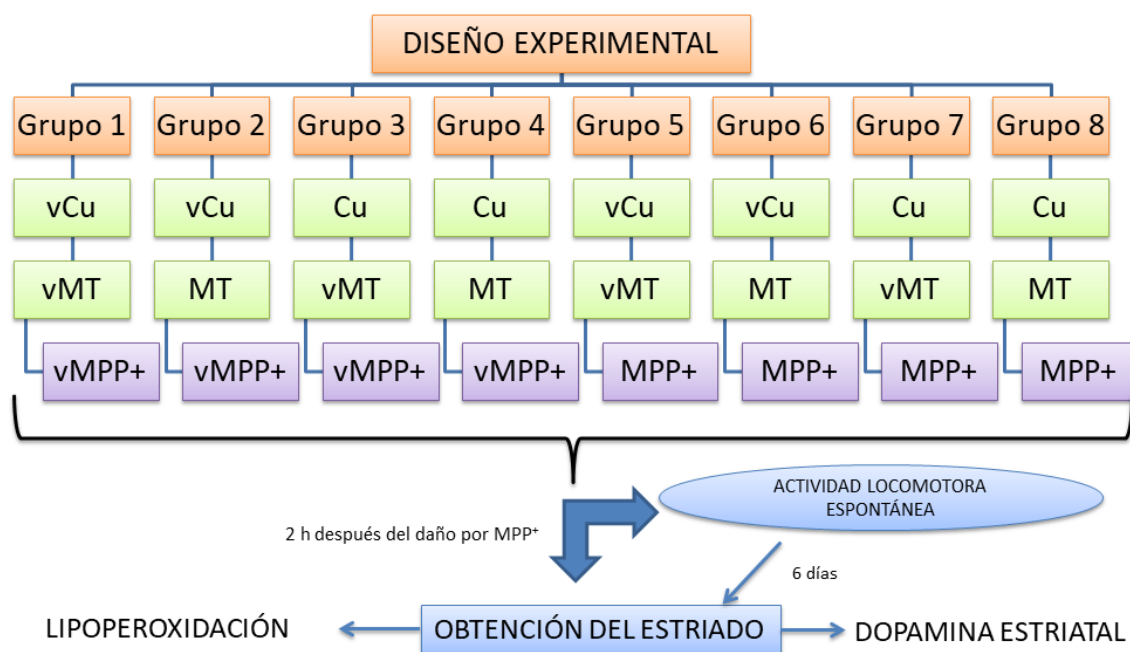 DISEÑO EXPERIMENTAL
Grupo 1 Grupo 2 Grupo 3 Grupo 4 Grupo 5 Grupo 6 Grupo 7 Grupo 8
vCu vCu Cu Cu vCu vCu Cu Cu
vMT MT vMT MT vMT MT vMT MT
vMPP+ vMPP+ vMPP+ vMPP+ MPP+ MPP+ MPP+ MPP+
ACTIVIDAD LOCOMOTORA
ESPONTÁNEA
2 h después del daño por MPP⁺
6 días
LIPOPEROXIDACIÓN OBTENCIÓN DEL ESTRIADO DOPAMINA ESTRIATAL